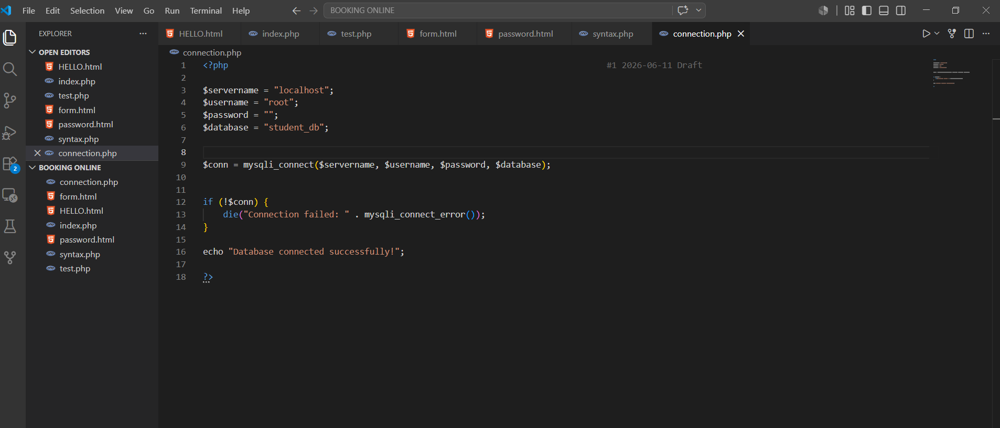 File Edit Selection View Go Run Terminal Help
BOOKING ONLINE
EXPLORER
OPEN EDITORS
HELLO.html
index.php
test.php
form.html
password.html
syntax.php
connection.php
BOOKING ONLINE
connection.php
form.html
HELLO.html
index.php
password.html
syntax.php
test.php
2
HELLO.html index.php test.php form.html password.html syntax.php connection.php
connection.php
1 <?php #1 2026-06-11 Draft
2
3 $servername = "localhost";
4 $username = "root";
5 $password = "";
6 $database = "student_db";
7
8
9 $conn = mysqli_connect($servername, $username, $password, $database);
10
11
12 if (!$conn) {
13 die("Connection failed: " . mysqli_connect_error());
14 }
15
16 echo "Database connected successfully!";
17
18 ?>